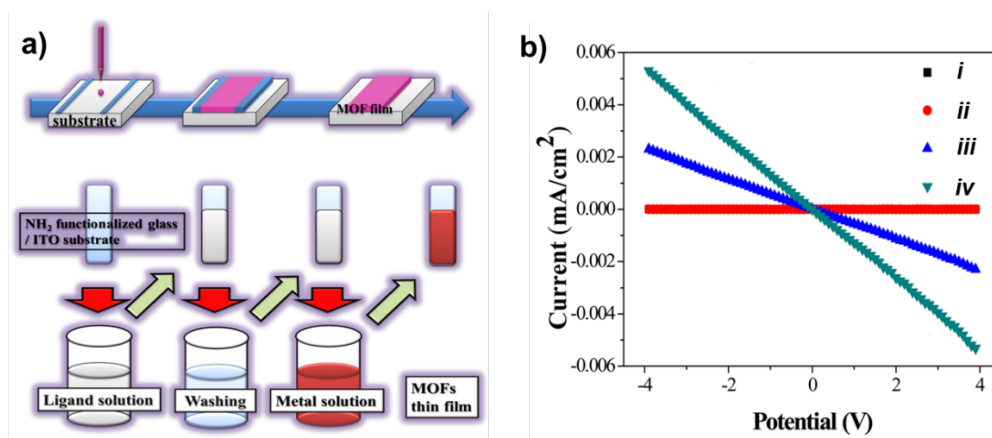 a)
substrate
MOF film
NH₂ functionalized glass
/ ITO substrate
Ligand solution
Washing
Metal solution
MOFs
thin film
b)
0.006
0.004
0.002
0.000
-0.002
-0.004
-0.006
Current (mA/cm²)
-4
-2
0
2
4
Potential (V)
i
ii
iii
iv